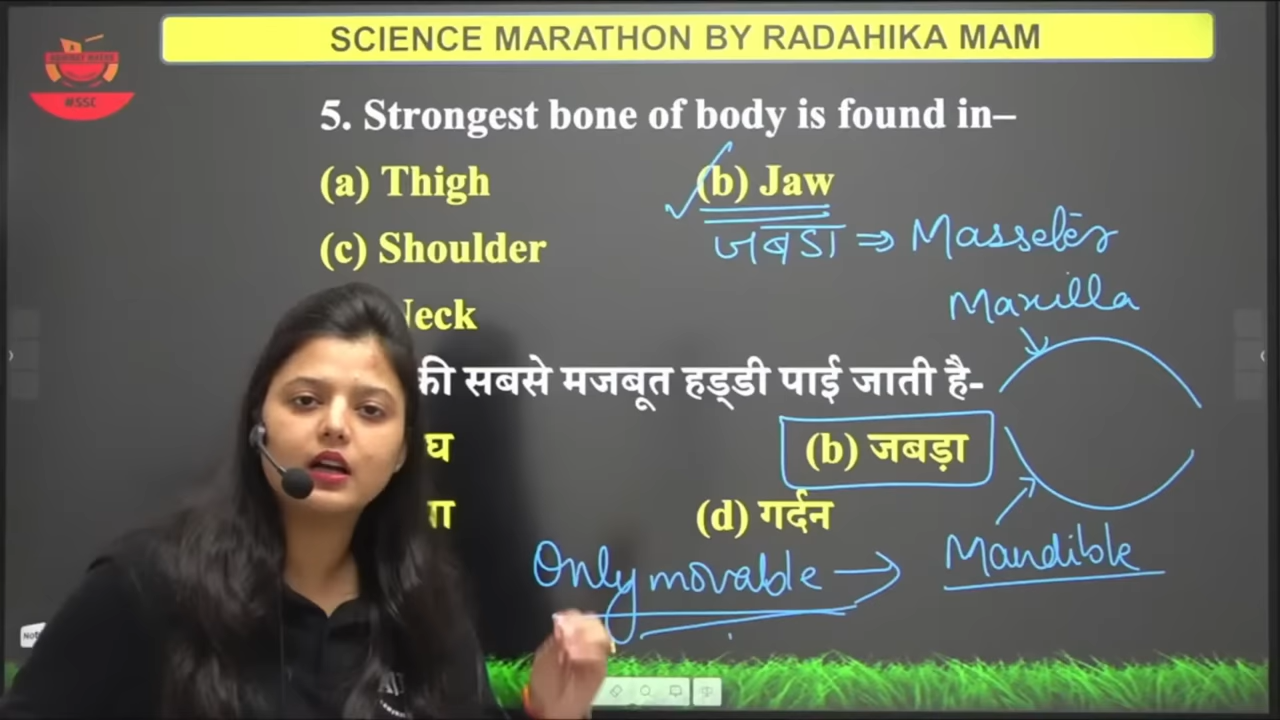 SCIENCE MARATHON BY RADAHIKA MAM
#SSC
5. Strongest bone of body is found in–
(a) Thigh
(b) Jaw
जबडा ⇒ Masseter
(c) Shoulder
Maxilla
Neck
की सबसे मजबूत हड्डी पाई जाती है-
घ
(b) जबड़ा
(d) गर्दन
Only movable → Mandible